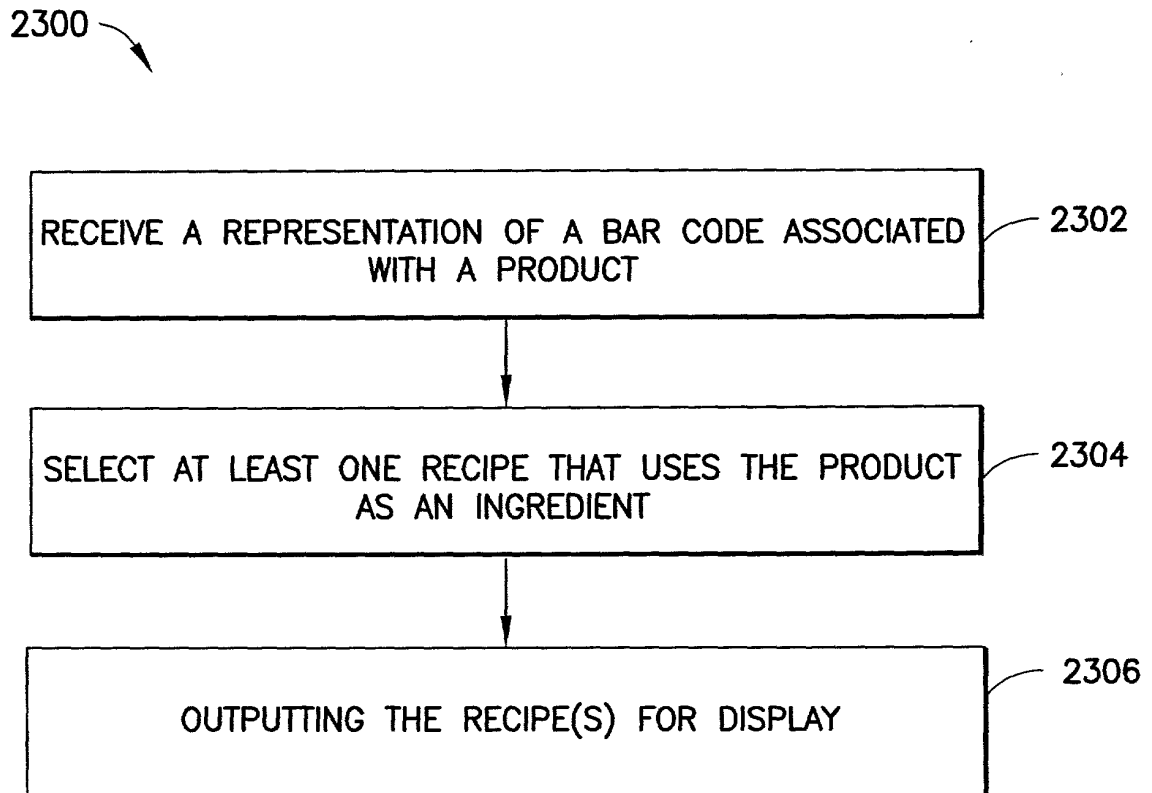 2300
RECEIVE A REPRESENTATION OF A BAR CODE ASSOCIATED
WITH A PRODUCT
2302
SELECT AT LEAST ONE RECIPE THAT USES THE PRODUCT
AS AN INGREDIENT
2304
OUTPUTTING THE RECIPE(S) FOR DISPLAY
2306